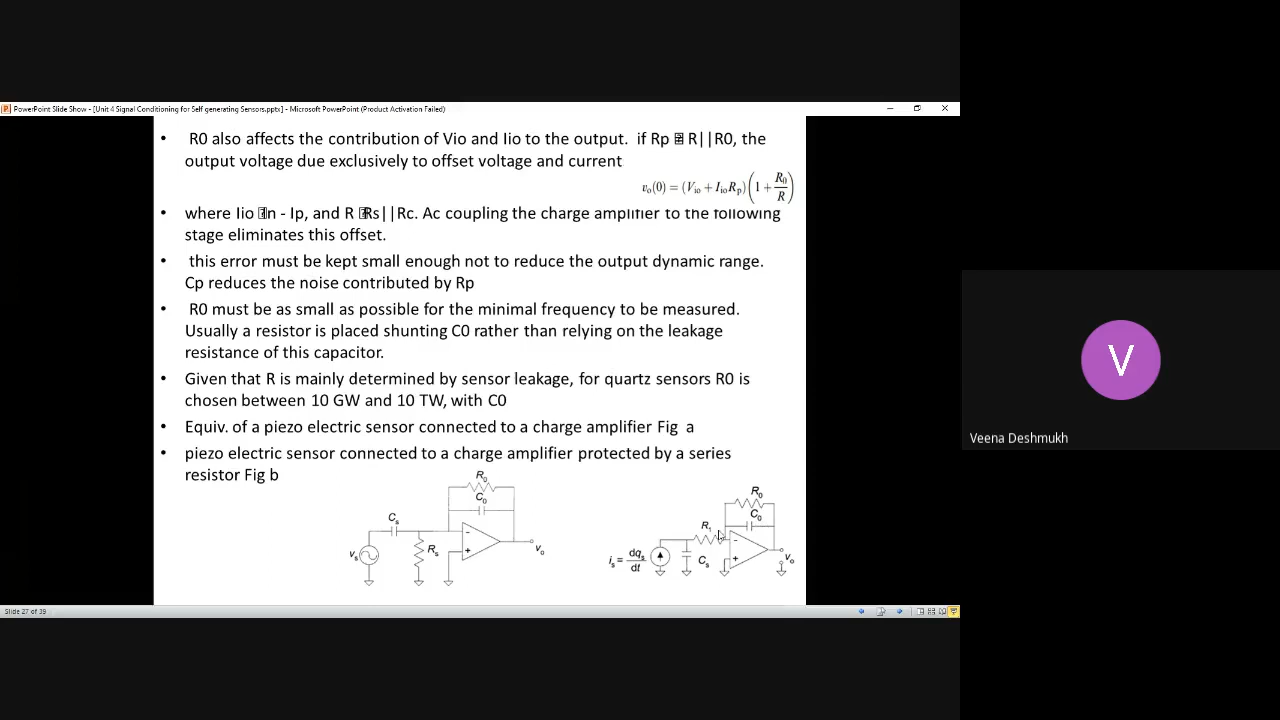 PowerPoint Slide Show - [Unit 4 Signal Conditioning for Self generating Sensors.pptx] - Microsoft PowerPoint (Product Activation Failed)
• R0 also affects the contribution of Vio and Iio to the output. if Rp R||R0, the
output voltage due exclusively to offset voltage and current
v₀(0) = (V_io + I_io R_p)(1 + R₀/R)
• where Iio In - Ip, and R Rs||Rc. Ac coupling the charge amplifier to the following
stage eliminates this offset.
• this error must be kept small enough not to reduce the output dynamic range.
Cp reduces the noise contributed by Rp
• R0 must be as small as possible for the minimal frequency to be measured.
Usually a resistor is placed shunting C0 rather than relying on the leakage
resistance of this capacitor.
• Given that R is mainly determined by sensor leakage, for quartz sensors R0 is
chosen between 10 GW and 10 TW, with C0
• Equiv. of a piezo electric sensor connected to a charge amplifier Fig a
• piezo electric sensor connected to a charge amplifier protected by a series
resistor Fig b
R₀
C₀
Cₛ
vₛ
Rₛ
-
+
vₒ
R₀
C₀
R₁
iₛ = dqₛ/dt
Cₛ
-
+
vₒ
Veena Deshmukh
V
Slide 27 of 39